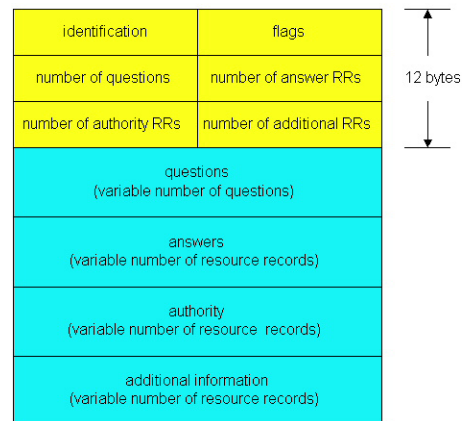 identification
flags
number of questions
number of answer RRs
12 bytes
number of authority RRs
number of additional RRs
questions
(variable number of questions)
answers
(variable number of resource records)
authority
(variable number of resource records)
additional information
(variable number of resource records)